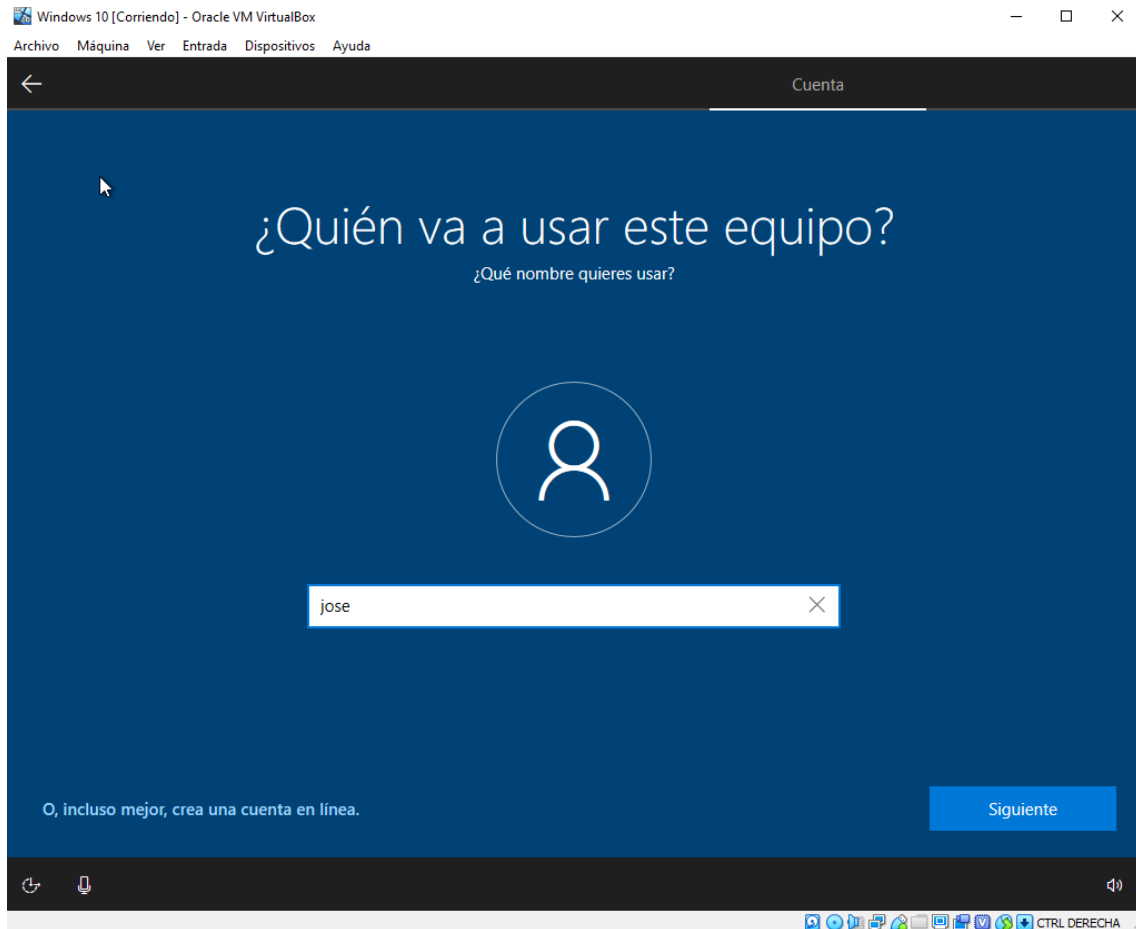 Windows 10 [Corriendo] - Oracle VM VirtualBox
Archivo Máquina Ver Entrada Dispositivos Ayuda
Cuenta
¿Quién va a usar este equipo?
¿Qué nombre quieres usar?
jose
O, incluso mejor, crea una cuenta en línea.
Siguiente
CTRL DERECHA